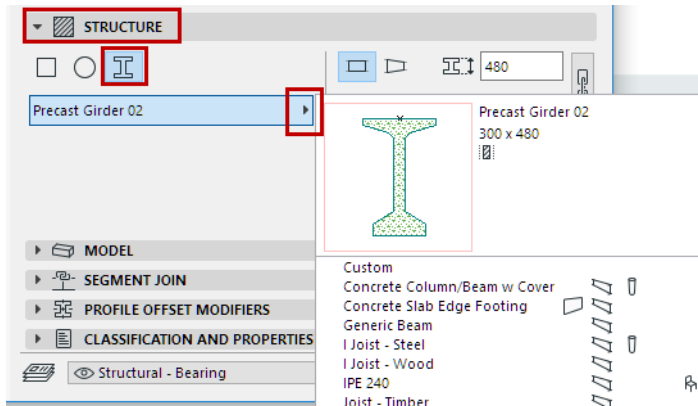 STRUCTURE
480
Precast Girder 02
Precast Girder 02
300 x 480
MODEL
SEGMENT JOIN
PROFILE OFFSET MODIFIERS
CLASSIFICATION AND PROPERTIES
Structural - Bearing
Custom
Concrete Column/Beam w Cover
Concrete Slab Edge Footing
Generic Beam
I Joist - Steel
I Joist - Wood
IPE 240
Joist - Timber